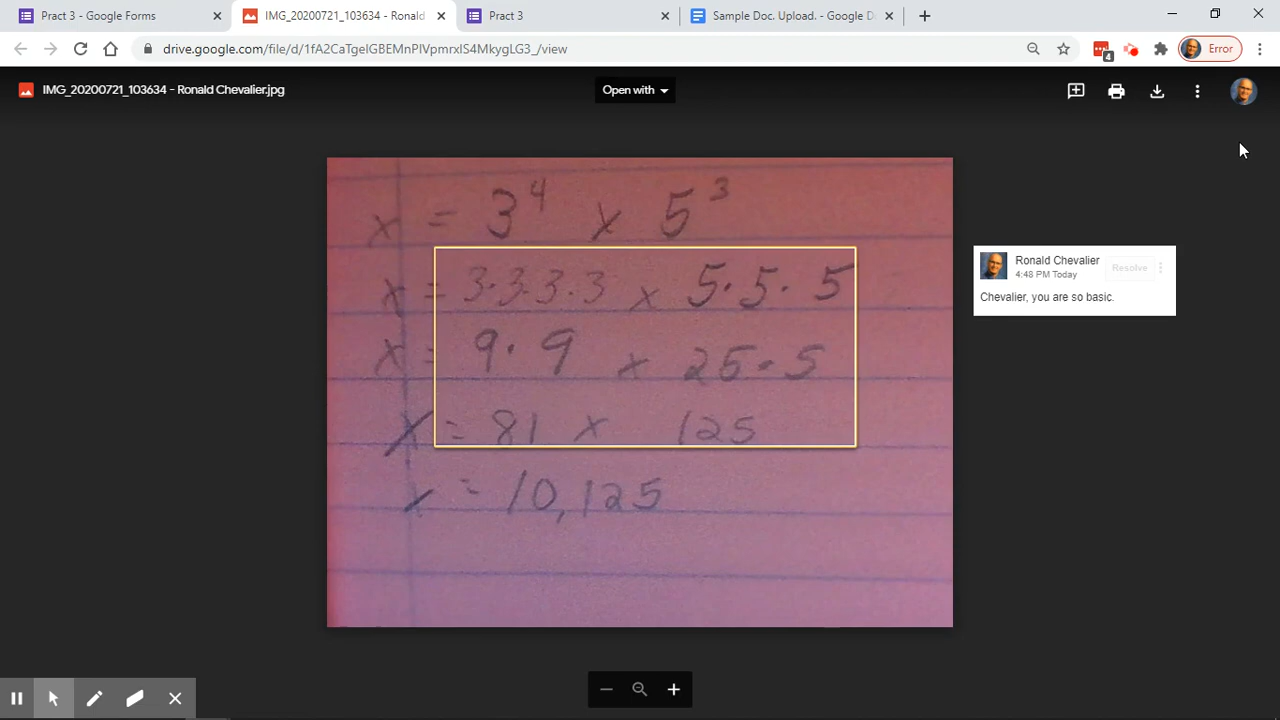 Pract 3 - Google Forms
IMG_20200721_103634 - Ronald
Pract 3
Sample Doc. Upload. - Google D
drive.google.com/file/d/1fA2CaTgelGBEMnPIVpmrxlS4MkygLG3_/view
4
Error
IMG_20200721_103634 - Ronald Chevalier.jpg
Open with
x = 3⁴ x 5³
x = 3·3·3·3 x 5·5·5
x = 9·9 x 25·5
x = 81 x 125
x = 10,125
Ronald Chevalier
Resolve
4:48 PM Today
Chevalier, you are so basic.